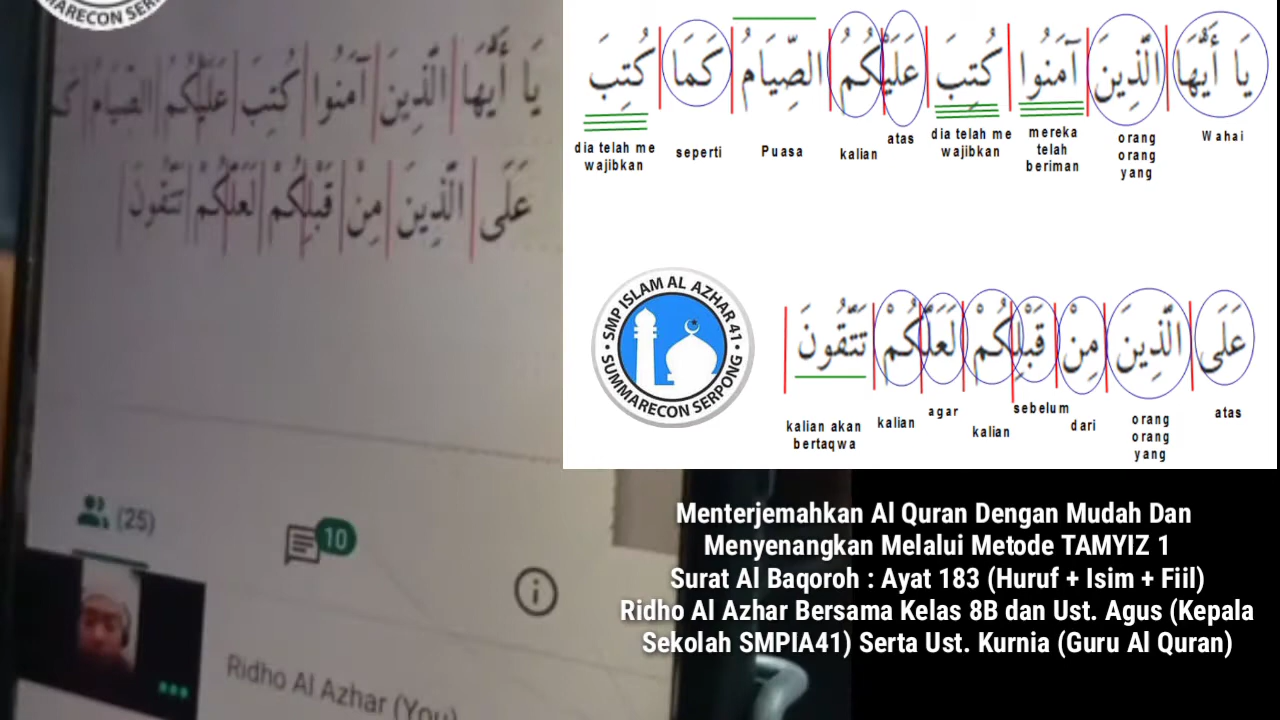 MMARECON SERPO
يَا أَيُّهَا الَّذِينَ آمَنُوا كُتِبَ عَلَيْكُمُ الصِّيَامُ كَمَا
عَلَى الَّذِينَ مِنْ قَبْلِكُمْ لَعَلَّكُمْ تَتَّقُونَ
(25)
10
Ridho Al Azhar (You)
يَا أَيُّهَا الَّذِينَ آمَنُوا كُتِبَ عَلَيْكُمُ الصِّيَامُ كَمَا كُتِبَ
Wahai
orang
orang
yang
mereka
telah
beriman
dia telah me
wajibkan
atas
kalian
Puasa
seperti
dia telah me
wajibkan
SMP ISLAM AL AZHAR 41
SUMMARECON SERPONG
عَلَى الَّذِينَ مِنْ قَبْلِكُمْ لَعَلَّكُمْ تَتَّقُونَ
atas
orang
orang
yang
dari
sebelum
kalian
agar
kalian
kalian akan
bertaqwa
Menterjemahkan Al Quran Dengan Mudah Dan
Menyenangkan Melalui Metode TAMYIZ 1
Surat Al Baqoroh : Ayat 183 (Huruf + Isim + Fiil)
Ridho Al Azhar Bersama Kelas 8B dan Ust. Agus (Kepala
Sekolah SMPIA41) Serta Ust. Kurnia (Guru Al Quran)